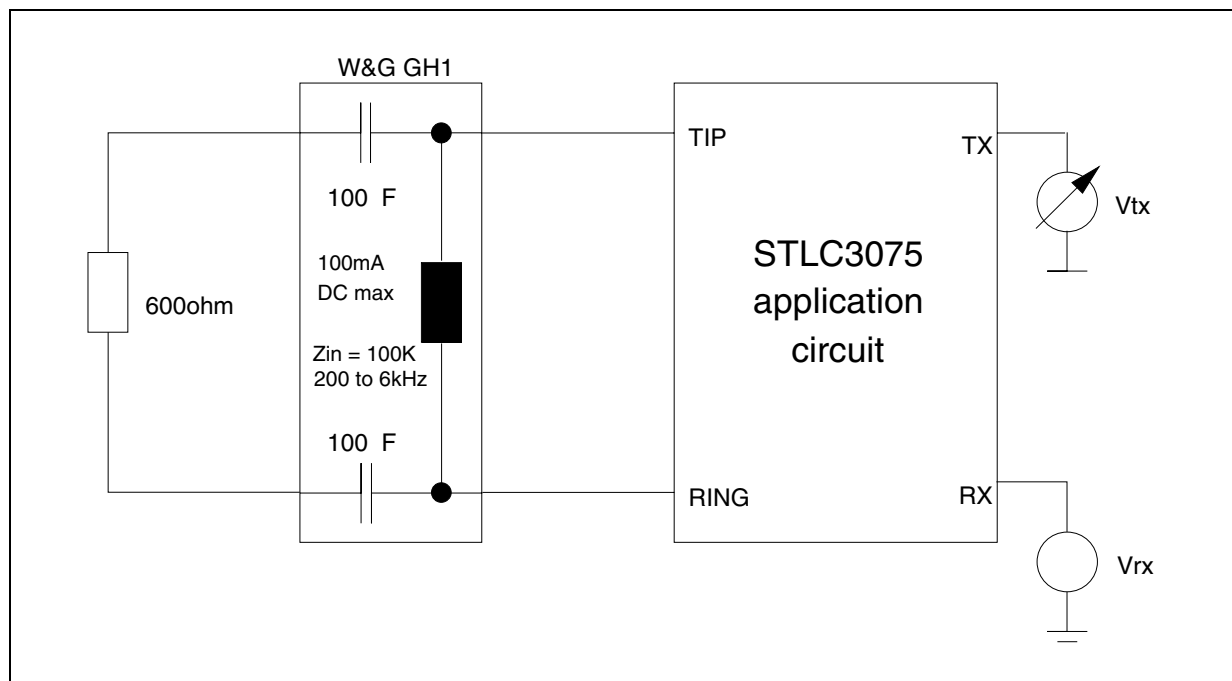 W&G GH1
100 F
100mA
DC max
Zin = 100K
200 to 6kHz
100 F
600ohm
TIP
RING
STLC3075
application
circuit
TX
RX
Vtx
Vrx